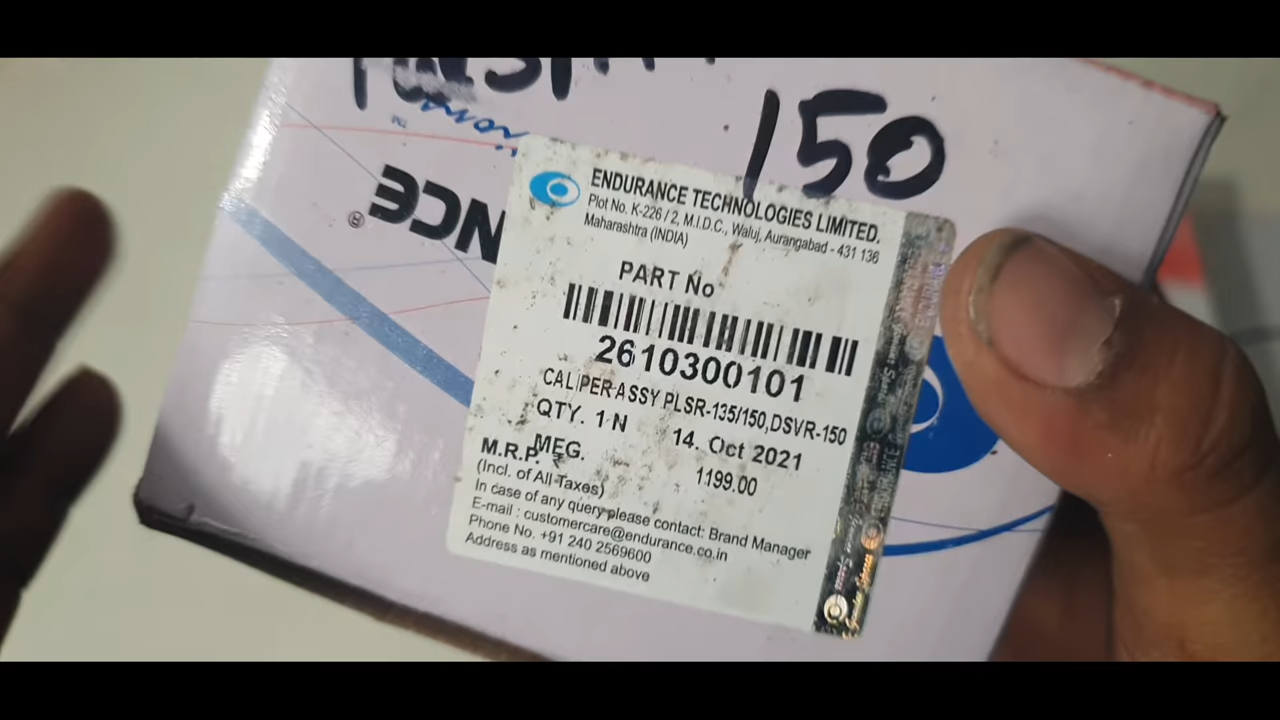 150
TM
NCE
®
ENDURANCE TECHNOLOGIES LIMITED.
Plot No. K-226 / 2, M.I.D.C., Waluj, Aurangabad - 431 136
Maharashtra (INDIA)
PART No
2610300101
CALIPER ASSY PLSR-135/150,DSVR-150
QTY. 1 N 14. Oct 2021
MEG.
M.R.P. ₹ 1199.00
(Incl. of All Taxes)
In case of any query please contact: Brand Manager
E-mail : customercare@endurance.co.in
Phone No. +91 240 2569600
Address as mentioned above